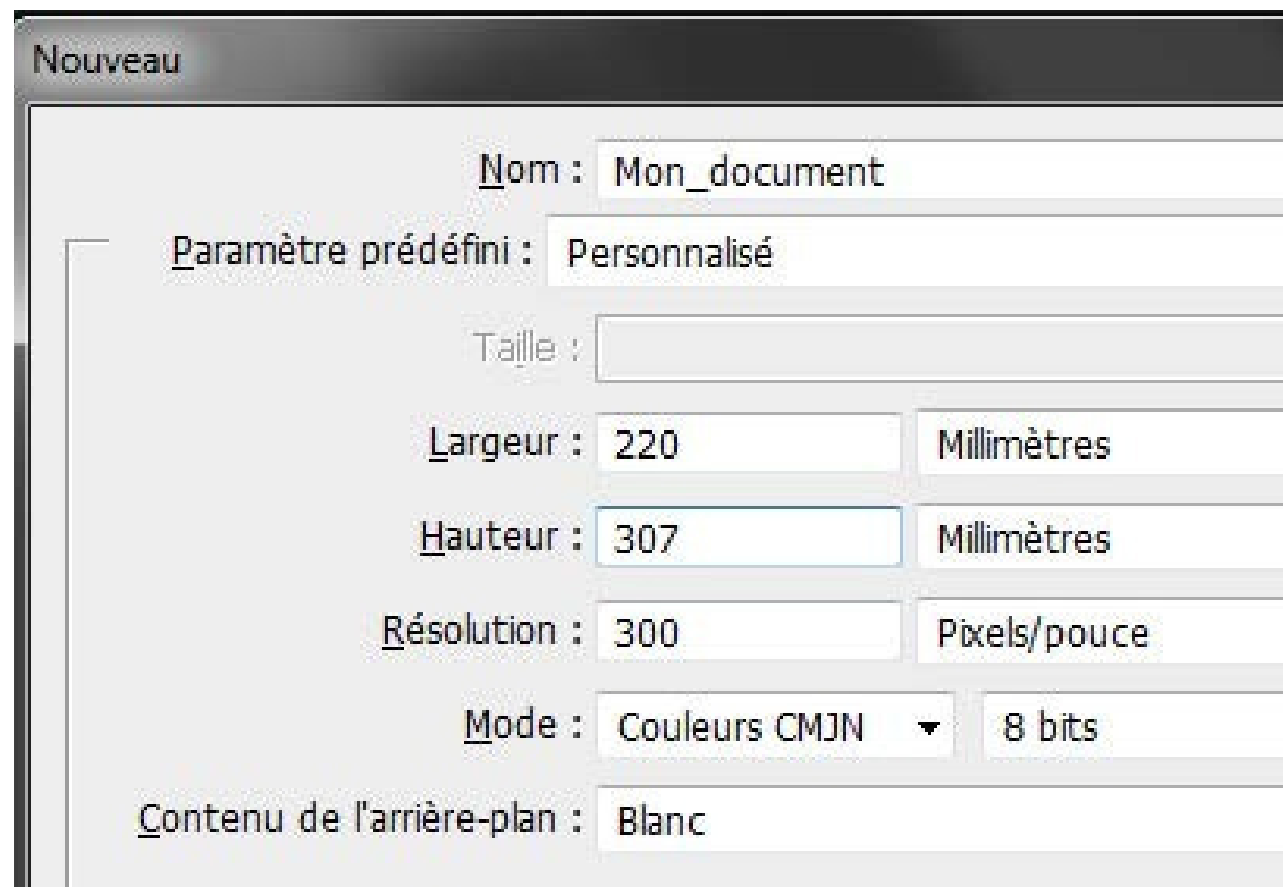 Nouveau
Nom : Mon_document
Paramètre prédéfini : Personnalisé
Taille :
Largeur : 220 Millimètres
Hauteur : 307 Millimètres
Résolution : 300 Pixels/pouce
Mode : Couleurs CMJN 8 bits
Contenu de l'arrière-plan : Blanc